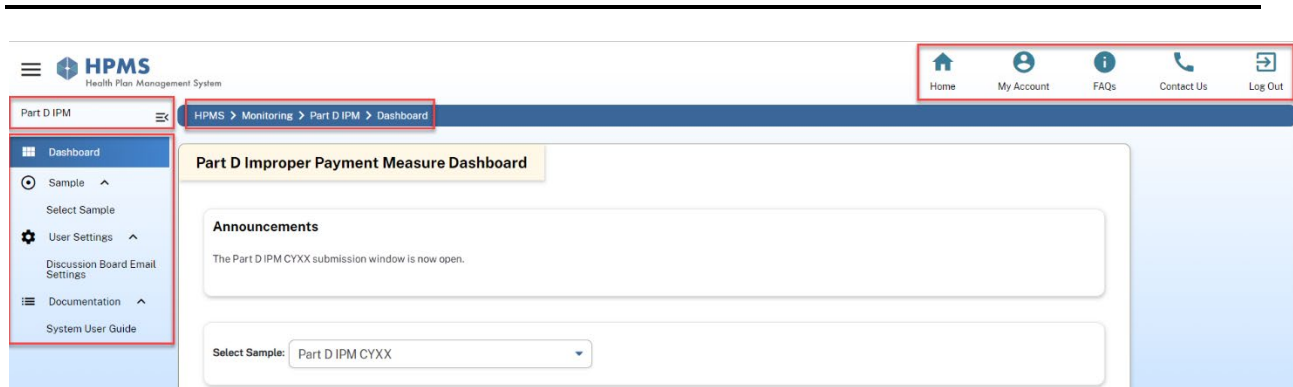 HPMS
Health Plan Management System
Home
My Account
FAQs
Contact Us
Log Out
Part D IPM
HPMS > Monitoring > Part D IPM > Dashboard
Dashboard
Sample
Select Sample
User Settings
Discussion Board Email
Settings
Documentation
System User Guide
Part D Improper Payment Measure Dashboard
Announcements
The Part D IPM CYXX submission window is now open.
Select Sample: Part D IPM CYXX